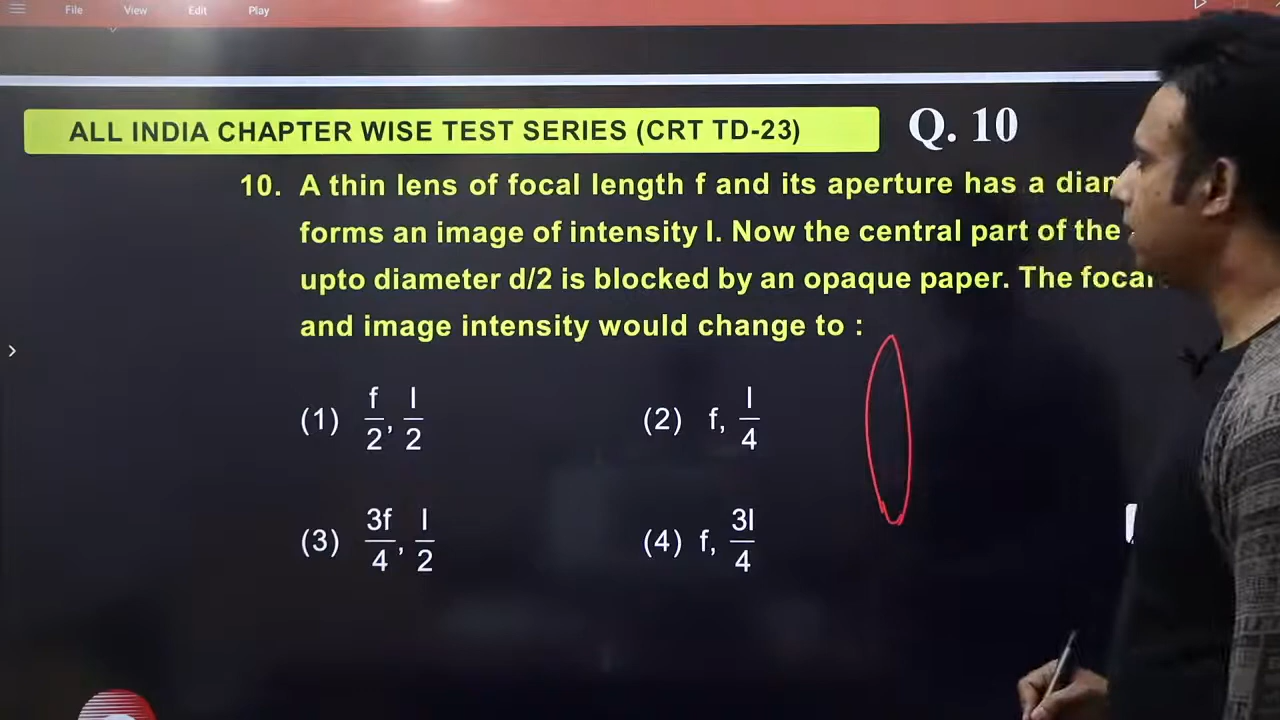 File View Edit Play
ALL INDIA CHAPTER WISE TEST SERIES (CRT TD-23) Q. 10
10. A thin lens of focal length f and its aperture has a
forms an image of intensity I. Now the central part of the
upto diameter d/2 is blocked by an opaque paper. The
and image intensity would change to :
(1) f/2, I/2 (2) f, I/4
(3) 3f/4, I/2 (4) f, 3I/4